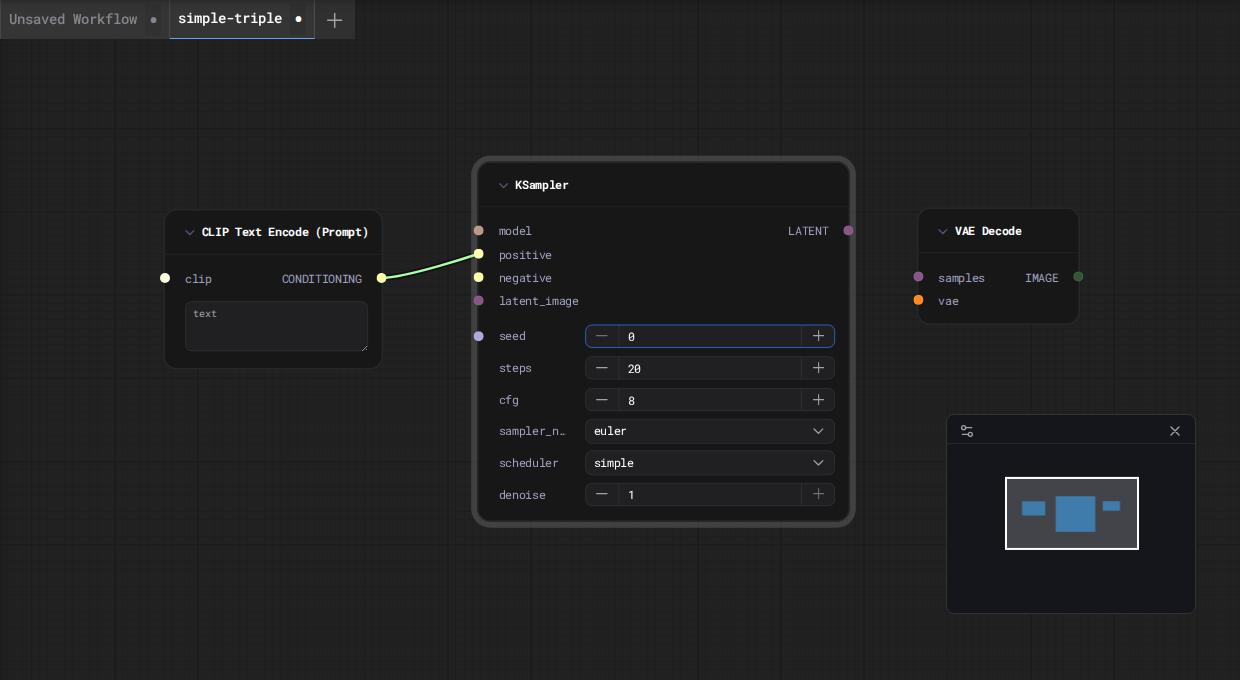 Unsaved Workflow
simple-triple
CLIP Text Encode (Prompt)
clip
CONDITIONING
text
KSampler
model
LATENT
positive
negative
latent_image
seed
0
steps
20
cfg
8
sampler_n…
euler
scheduler
simple
denoise
1
VAE Decode
samples
IMAGE
vae